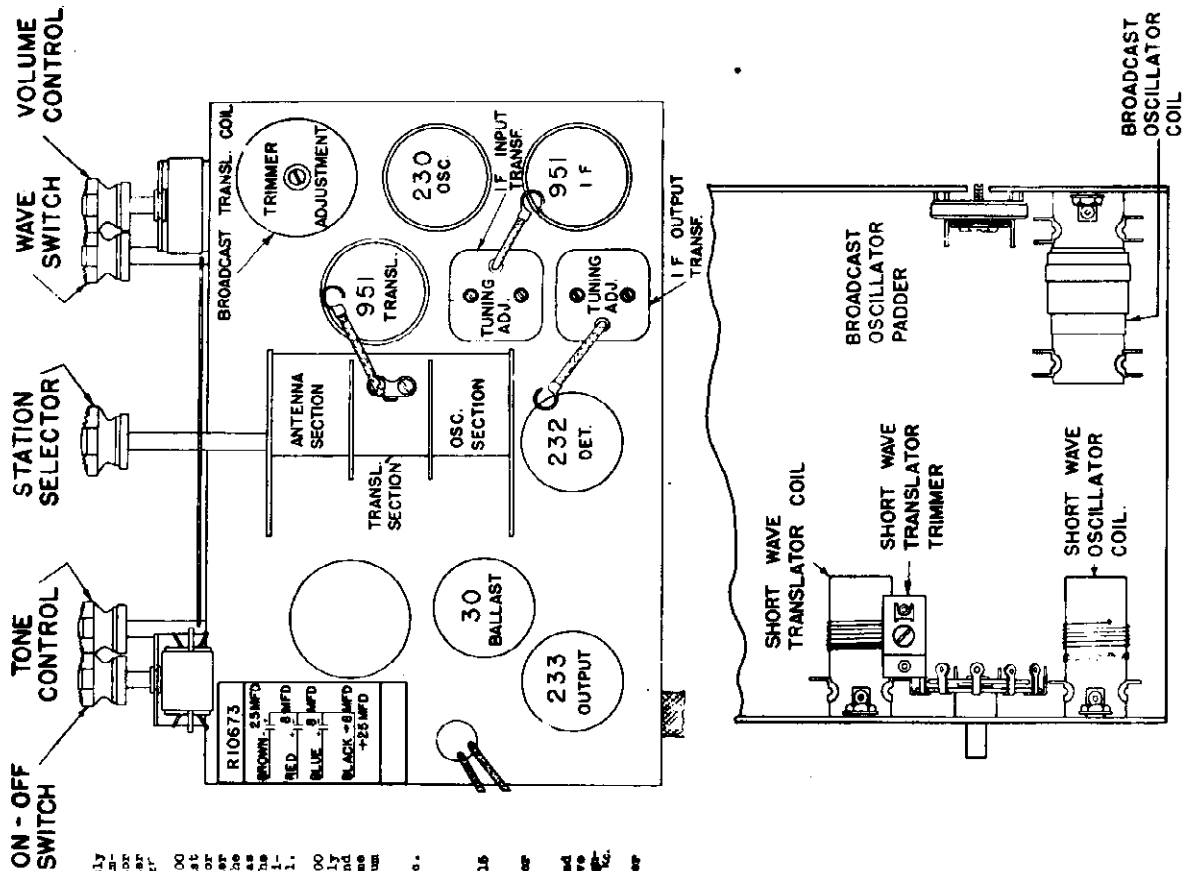 ON - OFF
SWITCH
TONE
CONTROL
STATION
SELECTOR
WAVE
SWITCH
VOLUME
CONTROL
R10673
BROWN - 25 MFD
RED + 8 MFD
BLUE + 8 MFD
BLACK - 8 MFD
+25 MFD
30
BALLAST
233
OUTPUT
ANTENNA
SECTION
TRANSL.
SECTION
OSC.
SECTION
232
DET.
BROADCAST TRANSL. COIL
TRIMMER
ADJUSTMENT
951
TRANSL.
230
OSC.
I F INPUT
TRANSF.
TUNING
ADJ.
951
I F
TUNING
ADJ.
I F OUTPUT
TRANSF.
SHORT WAVE
TRANSLATOR COIL
SHORT WAVE
TRANSLATOR
TRIMMER
SHORT WAVE
OSCILLATOR
COIL.
BROADCAST
OSCILLATOR
PADDER
BROADCAST
OSCILLATOR
COIL